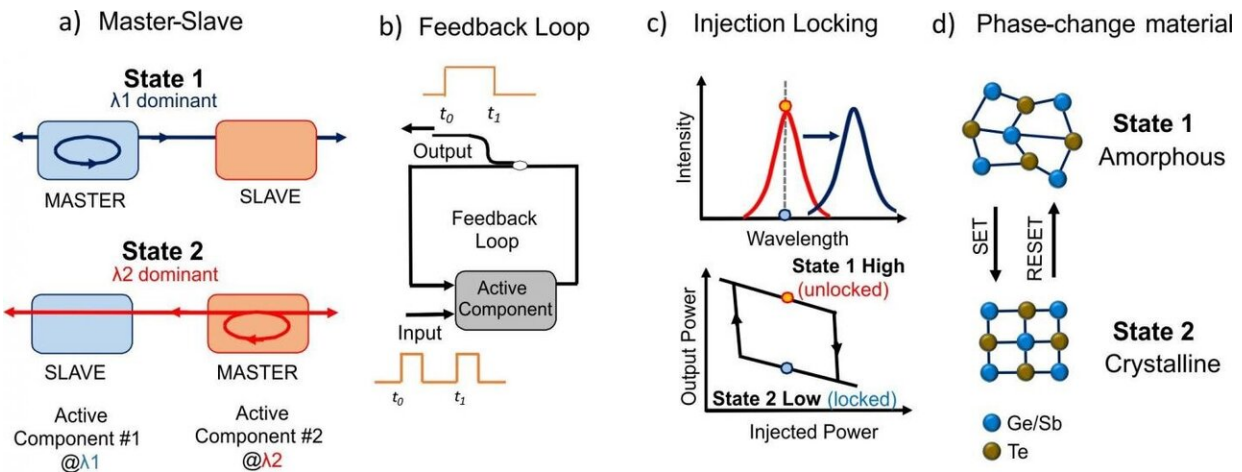 a) Master-Slave
State 1
λ1 dominant
MASTER
SLAVE
State 2
λ2 dominant
SLAVE
MASTER
Active
Component #1
@λ1
Active
Component #2
@λ2
b) Feedback Loop
t0
t1
Output
Feedback
Loop
Active
Component
Input
t0
t1
c) Injection Locking
Intensity
Wavelength
State 1 High
(unlocked)
Output Power
State 2 Low (locked)
Injected Power
d) Phase-change material
State 1
Amorphous
SET
RESET
State 2
Crystalline
Ge/Sb
Te